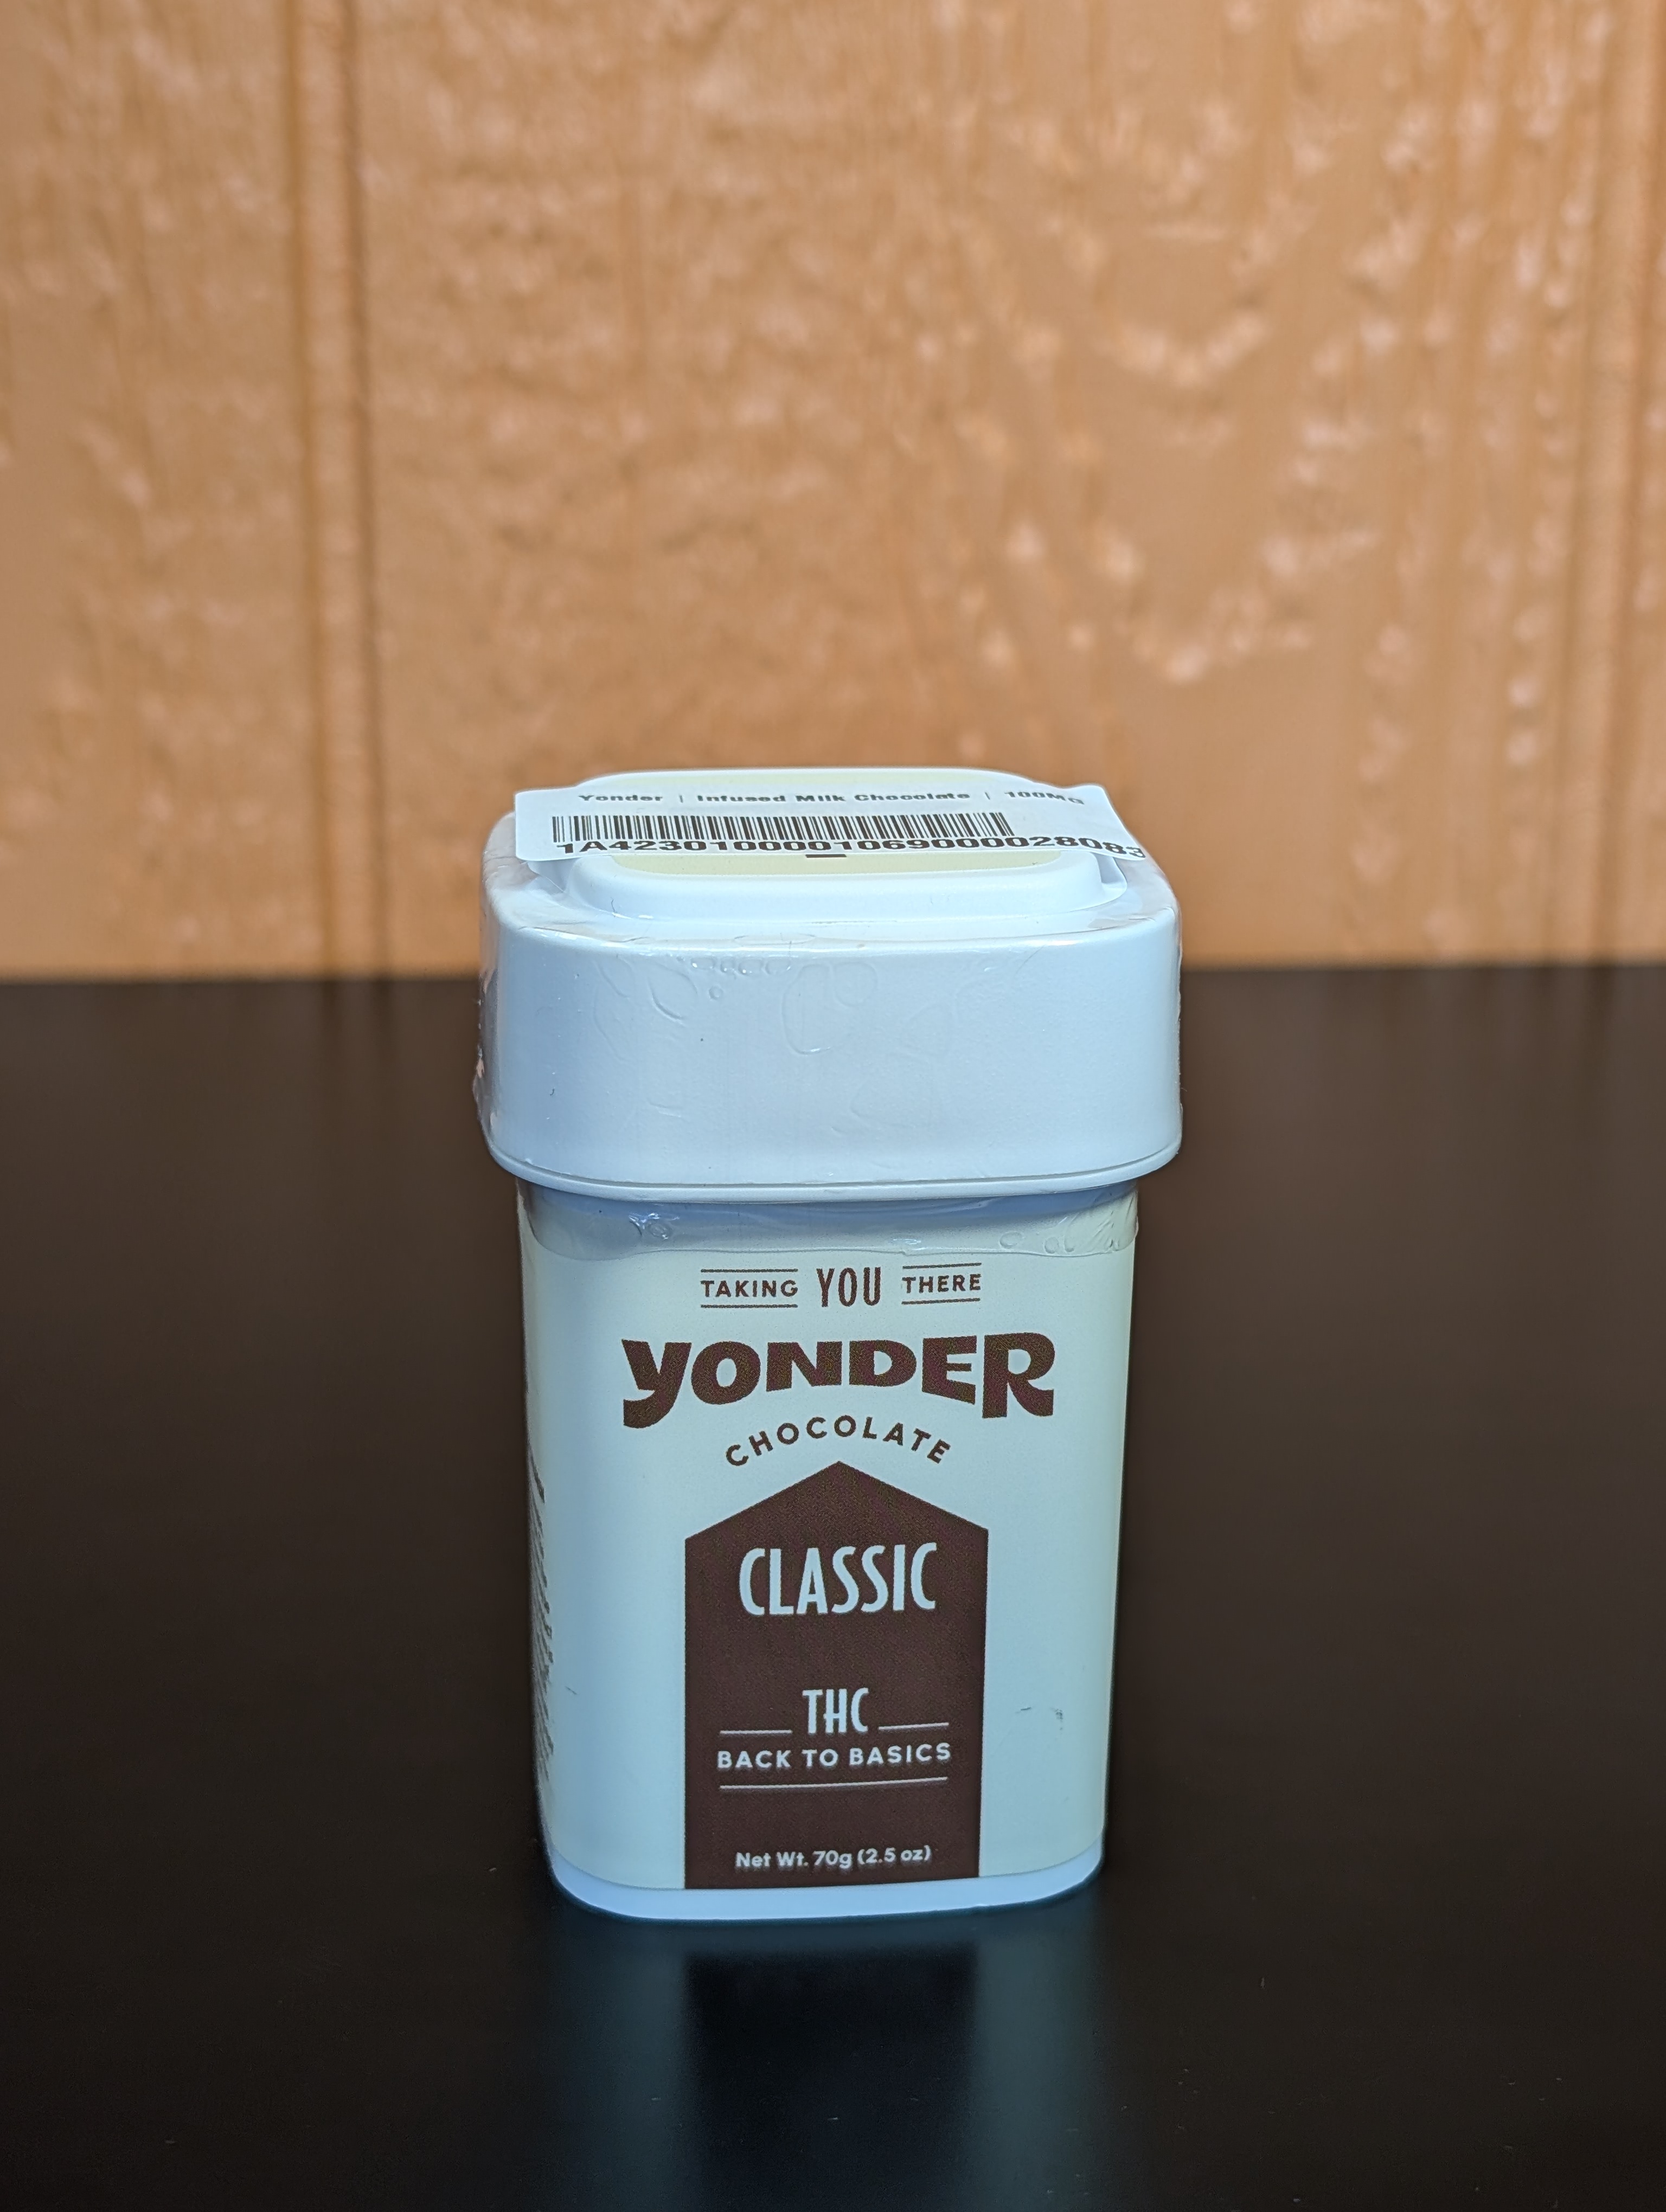 Yonder | Infused Milk Chocolate | 100MG
1A4230100001069000028083
TAKING YOU THERE
YONDER
CHOCOLATE
CLASSIC
THC
BACK TO BASICS
Net Wt. 70g (2.5 oz)